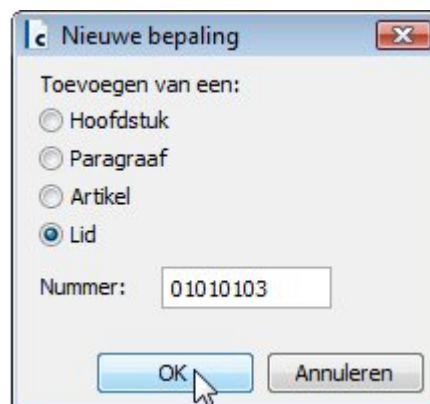 c Nieuwe bepaling
Toevoegen van een:
Hoofdstuk
Paragraaf
Artikel
Lid
Nummer: 01010103
OK Annuleren